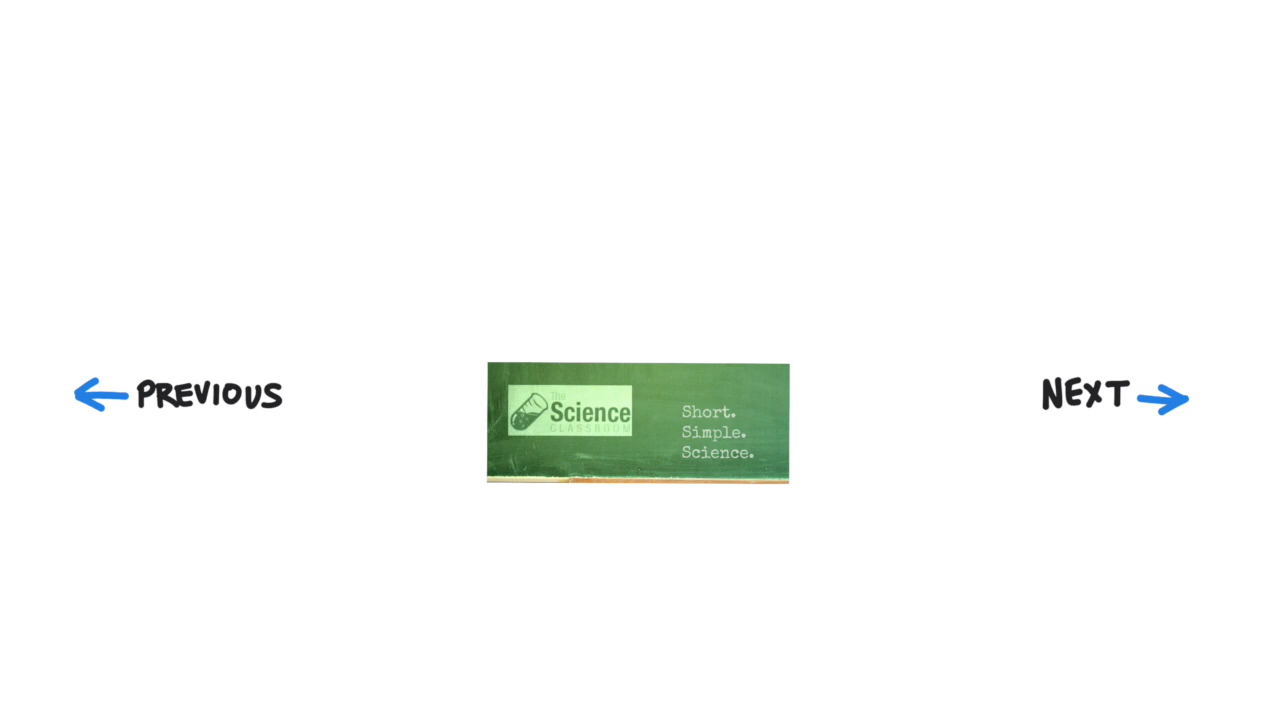 PREVIOUS
The
Science
CLASSROOM
Short.
Simple.
Science.
NEXT